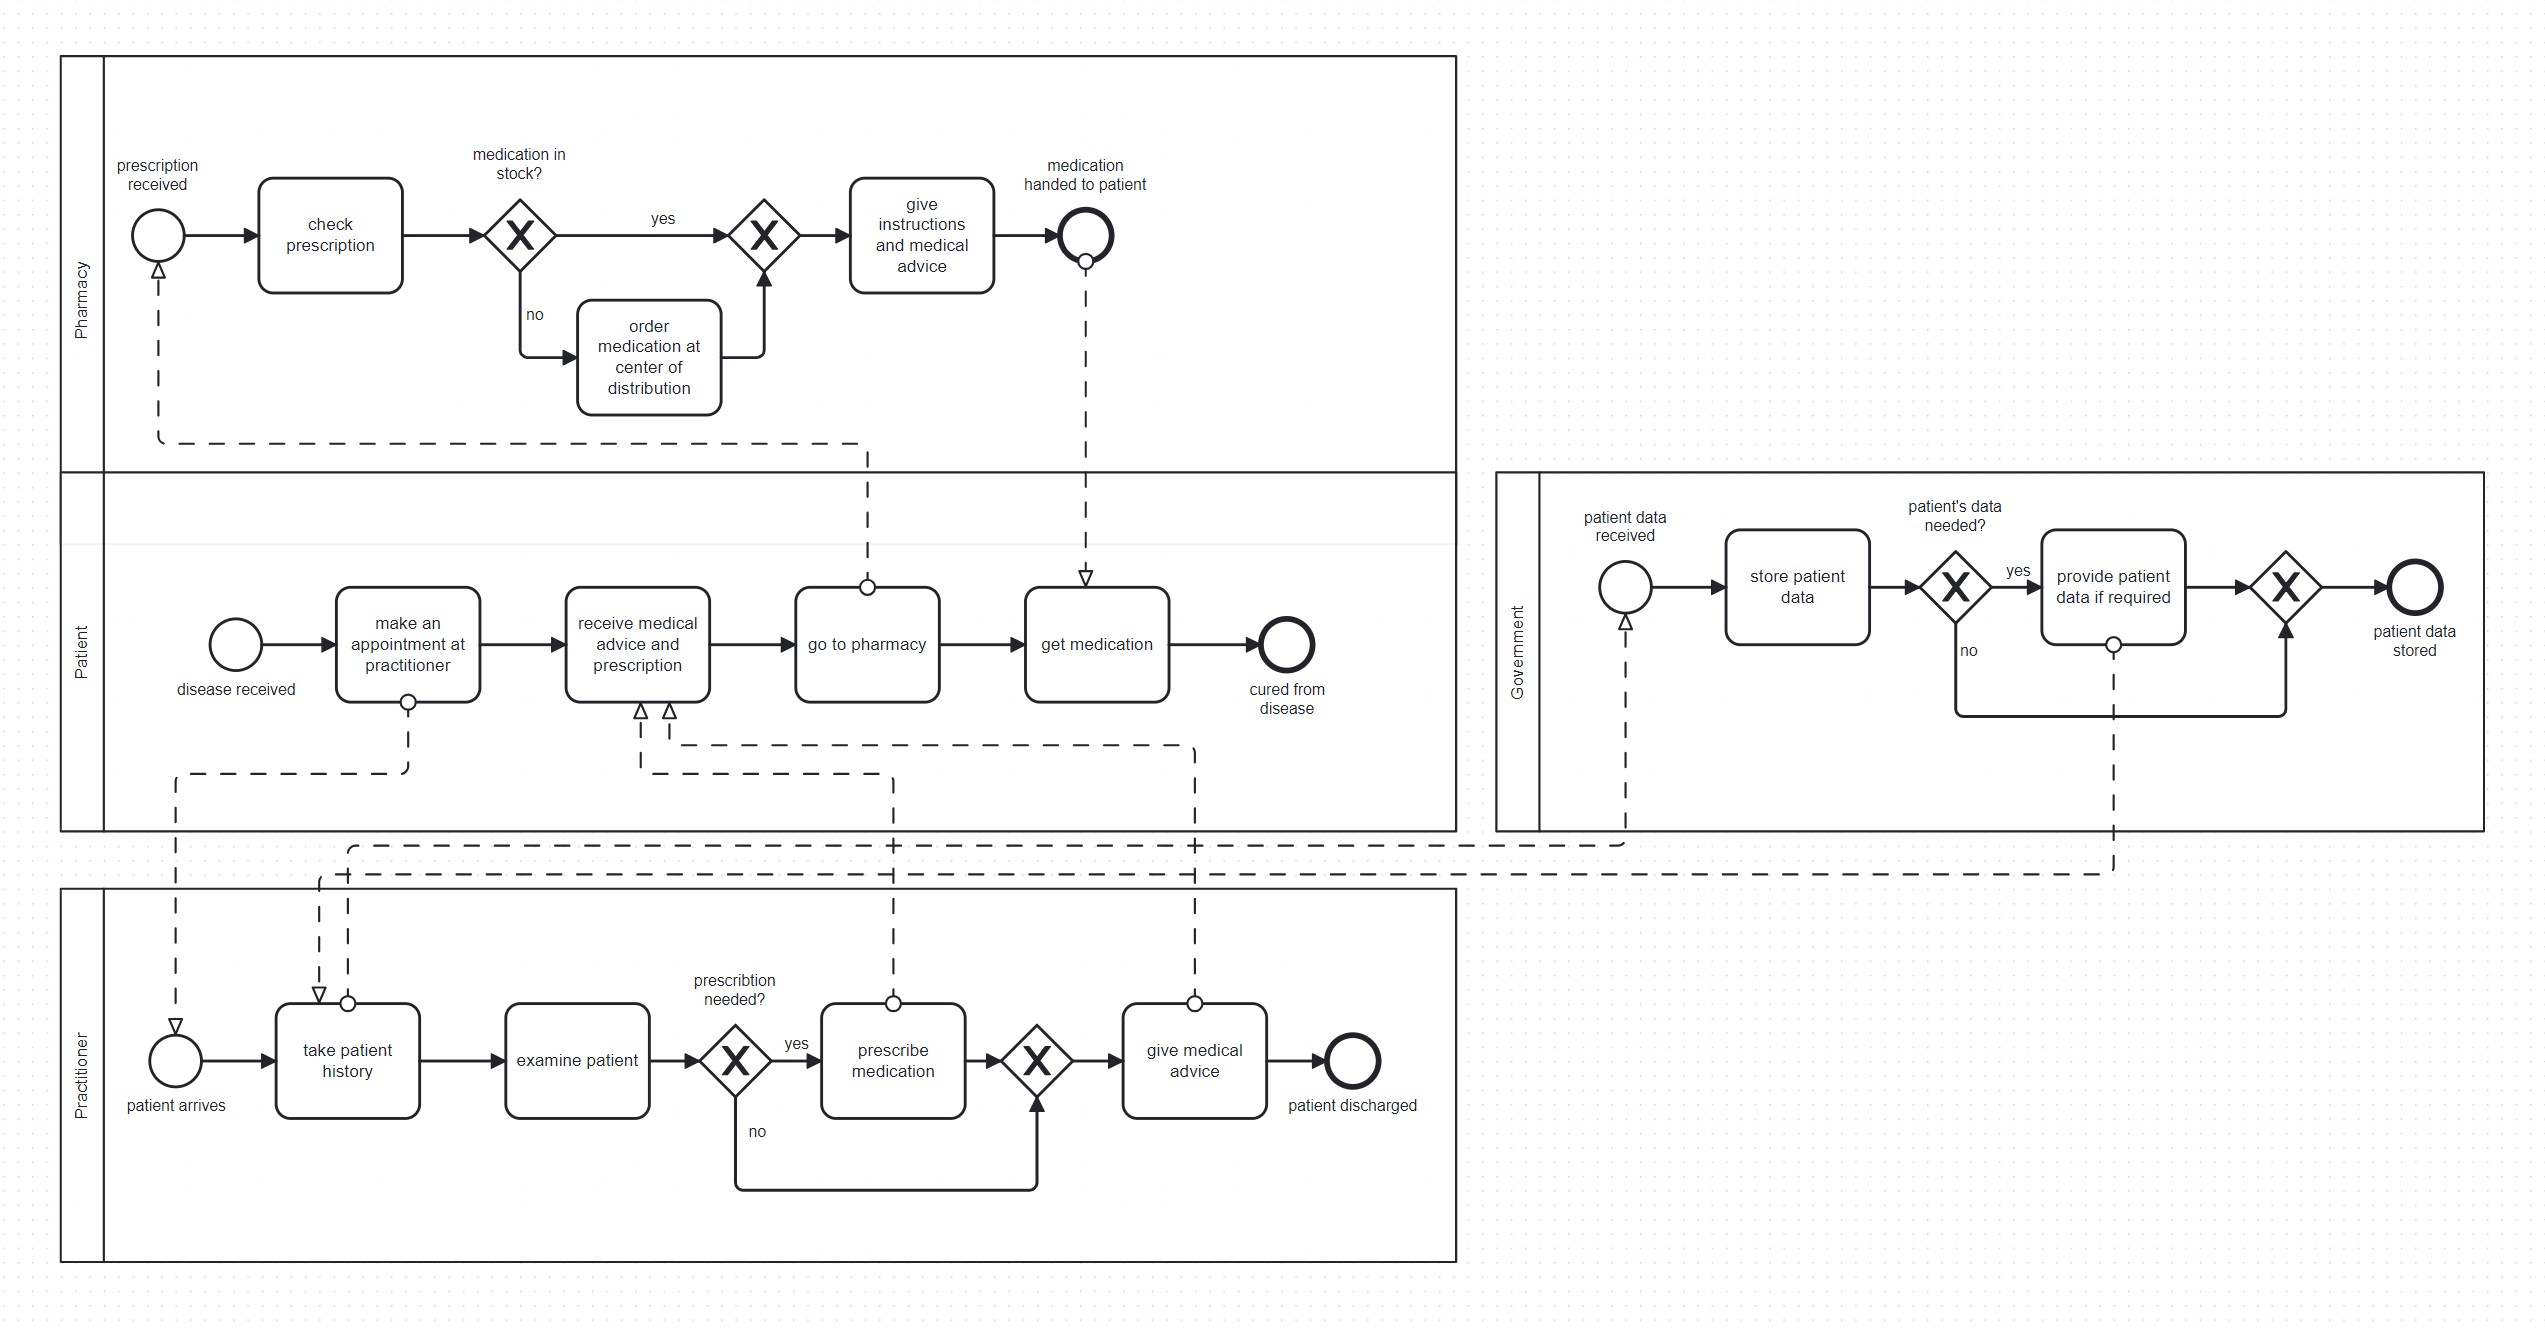 Pharmacy
prescription
received
check
prescription
medication in
stock?
yes
no
order
medication at
center of
distribution
give
instructions
and medical
advice
medication
handed to patient
Patient
disease received
make an
appointment at
practitioner
receive medical
advice and
prescription
go to pharmacy
get medication
cured from
disease
Government
patient data
received
store patient
data
patient's data
needed?
yes
no
provide patient
data if required
patient data
stored
Practitioner
patient arrives
take patient
history
examine patient
prescribtion
needed?
yes
no
prescribe
medication
give medical
advice
patient discharged